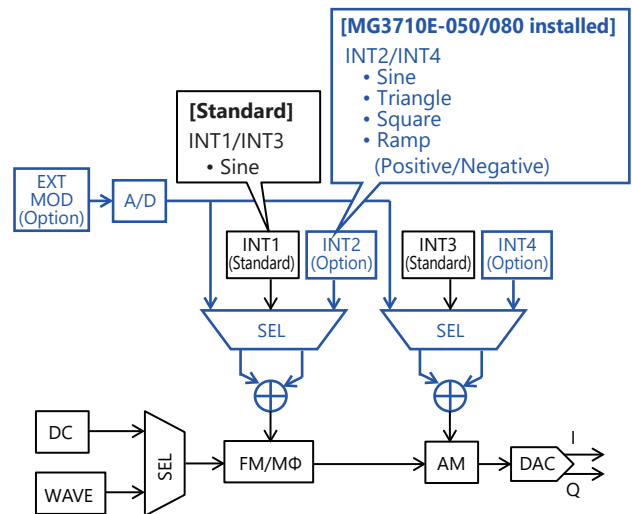 [MG3710E-050/080 installed]
INT2/INT4
• Sine
• Triangle
• Square
• Ramp
(Positive/Negative)
[Standard]
INT1/INT3
• Sine
EXT
MOD
(Option)
A/D
INT1
(Standard)
INT2
(Option)
INT3
(Standard)
INT4
(Option)
SEL
SEL
DC
WAVE
SEL
FM/MΦ
AM
DAC
I
Q